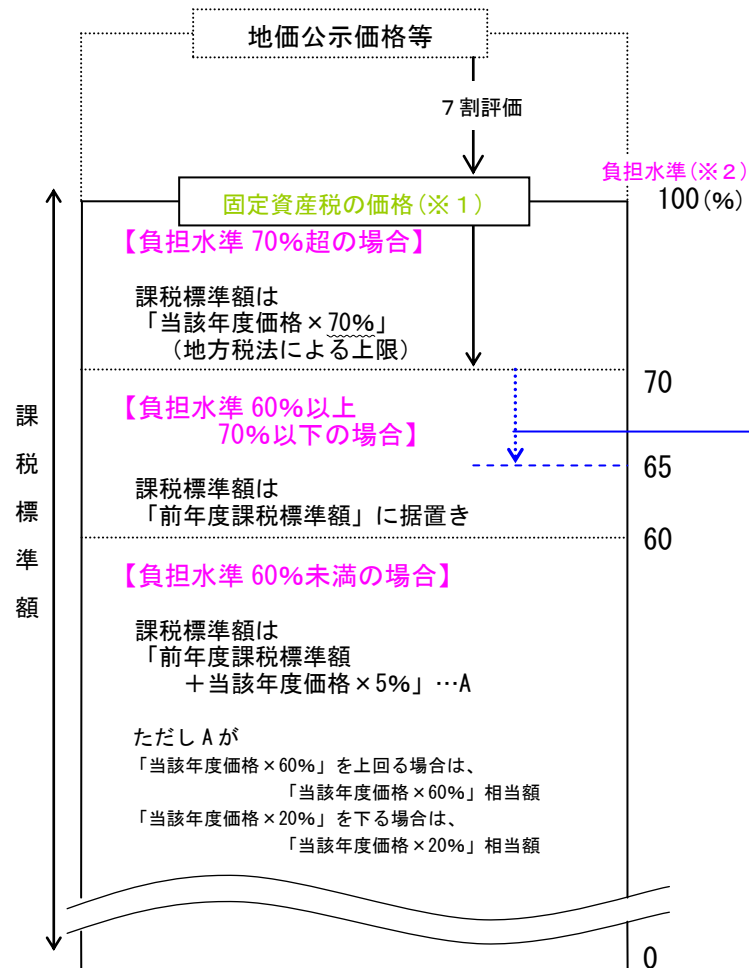 地価公示価格等
７割評価
負担水準(※２)
固定資産税の価格(※１)
100(%)
【負担水準 70%超の場合】
課税標準額は
「当該年度価格×70%」
（地方税法による上限）
70
【負担水準 60%以上
70%以下の場合】
65
課税標準額は
「前年度課税標準額」に据置き
60
【負担水準 60%未満の場合】
課税標準額は
「前年度課税標準額
＋当該年度価格×5%」…A
ただし A が
「当該年度価格×60%」を上回る場合は、
「当該年度価格×60%」相当額
「当該年度価格×20%」を下る場合は、
「当該年度価格×20%」相当額
0
課税標準額